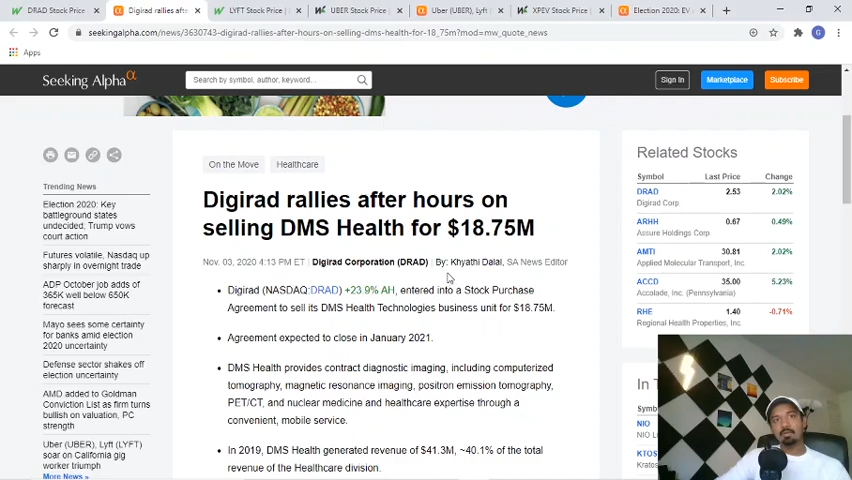 DRAD Stock Price
Digirad rallies after
LYFT Stock Price
UBER Stock Price
Uber (UBER), Lyft (
XPEV Stock Price
Election 2020: EV
seekingalpha.com/news/3630743-digirad-rallies-after-hours-on-selling-dms-health-for-18_75m?mod=mw_quote_news
G
Apps
Seeking Alpha α
Search by symbol, author, keyword...
Sign In
Marketplace
Subscribe
On the Move
Healthcare
Digirad rallies after hours on
selling DMS Health for $18.75M
Nov. 03, 2020 4:13 PM ET | Digirad Corporation (DRAD) | By: Khyathi Dalal, SA News Editor
• Digirad (NASDAQ:DRAD) +23.9% AH, entered into a Stock Purchase
Agreement to sell its DMS Health Technologies business unit for $18.75M.
• Agreement expected to close in January 2021.
• DMS Health provides contract diagnostic imaging, including computerized
tomography, magnetic resonance imaging, positron emission tomography,
PET/CT, and nuclear medicine and healthcare expertise through a
convenient, mobile service.
• In 2019, DMS Health generated revenue of $41.3M, ~40.1% of the total
revenue of the Healthcare division.
Trending News
Election 2020: Key
battleground states
undecided, Trump vows
court action
Futures volatile, Nasdaq up
sharply in overnight trade
ADP October job adds of
365K well below 650K
forecast
Mayo sees some certainty
for banks amid election
2020 uncertainty
Defense sector shakes off
election uncertainty
AMD added to Goldman
Conviction List as firm turns
bullish on valuation, PC
strength
Uber (UBER), Lyft (LYFT)
soar on California gig
worker triumph
More News »
Related Stocks
Symbol Last Price Change
DRAD 2.53 2.02%
Digirad Corp
ARHH 0.67 0.49%
Assure Holdings Corp
AMTI 30.81 2.02%
Applied Molecular Transport, Inc.
ACCD 35.00 5.23%
Accolade, Inc. (Pennsylvania)
RHE 1.40 -0.71%
Regional Health Properties, Inc.
In T
Symbol
NIO
NIO L
KTOS
Kratos